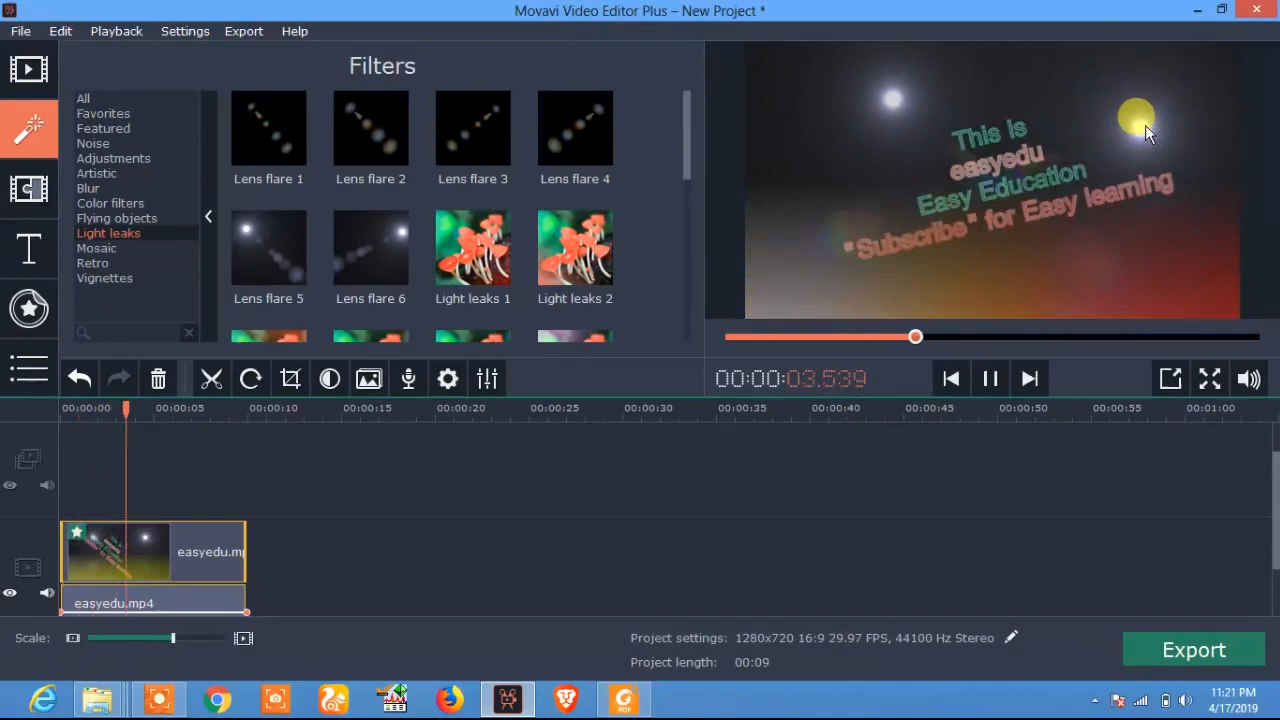 Movavi Video Editor Plus – New Project *
File Edit Playback Settings Export Help
Filters
All
Favorites
Featured
Noise
Adjustments
Artistic
Blur
Color filters
Flying objects
Light leaks
Mosaic
Retro
Vignettes
Lens flare 1 Lens flare 2 Lens flare 3 Lens flare 4
Lens flare 5 Lens flare 6 Light leaks 1 Light leaks 2
This is
easyedu
Easy Education
"Subscribe" for Easy learning
00:00:03.539
00:00:00 00:00:05 00:00:10 00:00:15 00:00:20 00:00:25 00:00:30 00:00:35 00:00:40 00:00:45 00:00:50 00:00:55 00:01:00
easyedu.mp
easyedu.mp4
Scale:
Project settings: 1280x720 16:9 29.97 FPS, 44100 Hz Stereo
Project length: 00:09
Export
11:21 PM
4/17/2019